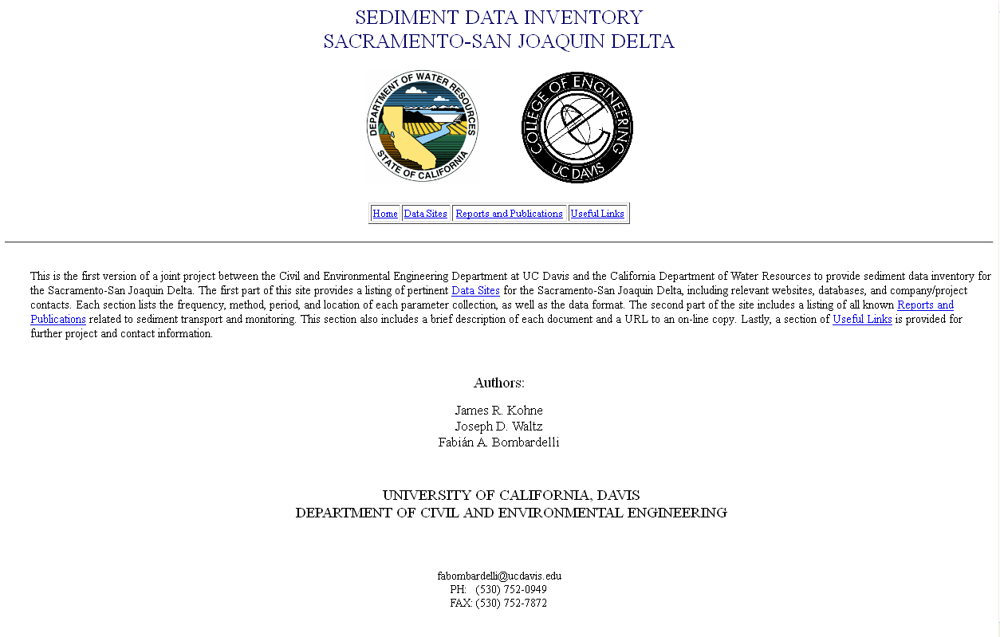 SEDIMENT DATA INVENTORY
SACRAMENTO-SAN JOAQUIN DELTA
DEPARTMENT OF WATER RESOURCES
STATE OF CALIFORNIA
COLLEGE OF ENGINEERING
UC DAVIS
Home Data Sites Reports and Publications Useful Links
This is the first version of a joint project between the Civil and Environmental Engineering Department at UC Davis and the California Department of Water Resources to provide sediment data inventory for
the Sacramento-San Joaquin Delta. The first part of this site provides a listing of pertinent Data Sites for the Sacramento-San Joaquin Delta, including relevant websites, databases, and company/project
contacts. Each section lists the frequency, method, period, and location of each parameter collection, as well as the data format. The second part of the site includes a listing of all known Reports and
Publications related to sediment transport and monitoring. This section also includes a brief description of each document and a URL to an on-line copy. Lastly, a section of Useful Links is provided for
further project and contact information.
Authors:
James R. Kohne
Joseph D. Waltz
Fabián A. Bombardelli
UNIVERSITY OF CALIFORNIA, DAVIS
DEPARTMENT OF CIVIL AND ENVIRONMENTAL ENGINEERING
fabombardelli@ucdavis.edu
PH: (530) 752-0949
FAX: (530) 752-7872